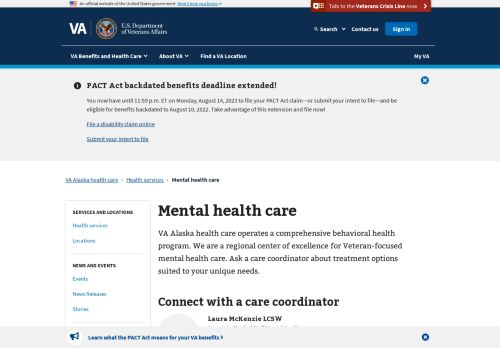 An official website of the United States government Here's how you know
Talk to the Veterans Crisis Line now
VA
U.S. Department
of Veterans Affairs
Search
Contact us
Sign in
VA Benefits and Health Care
About VA
Find a VA Location
My VA
PACT Act backdated benefits deadline extended!
You now have until 11:59 p.m. ET on Monday, August 14, 2023 to file your PACT Act claim—or submit your intent to file—and be
eligible for benefits backdated to August 10, 2022. Take advantage of this extension and file now!
File a disability claim online
Submit your intent to file
VA Alaska health care › Health services › Mental health care
SERVICES AND LOCATIONS
Health services
Locations
NEWS AND EVENTS
Events
News Releases
Stories
Mental health care
VA Alaska health care operates a comprehensive behavioral health
program. We are a regional center of excellence for Veteran-focused
mental health care. Ask a care coordinator about treatment options
suited to your unique needs.
Connect with a care coordinator
Laura McKenzie LCSW
Learn what the PACT Act means for your VA benefits